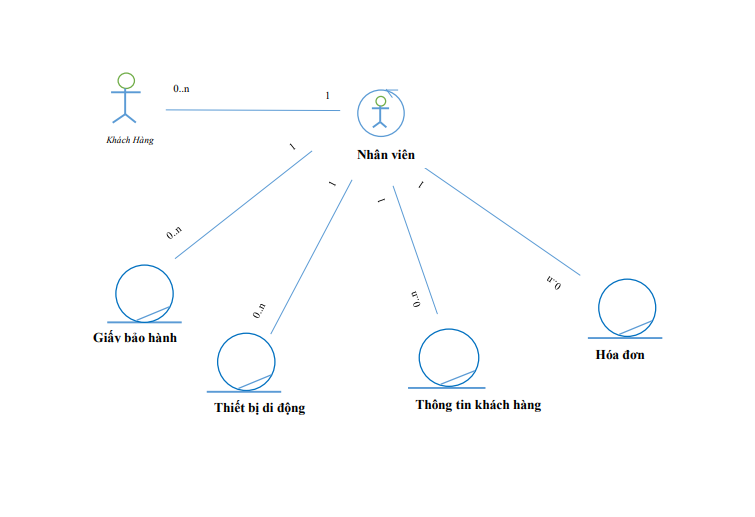 0..n
1
Khách Hàng
Nhân viên
1
1
1
1
0..n
0..n
0..n
0..n
Giấy bảo hành
Thiết bị di động
Thông tin khách hàng
Hóa đơn